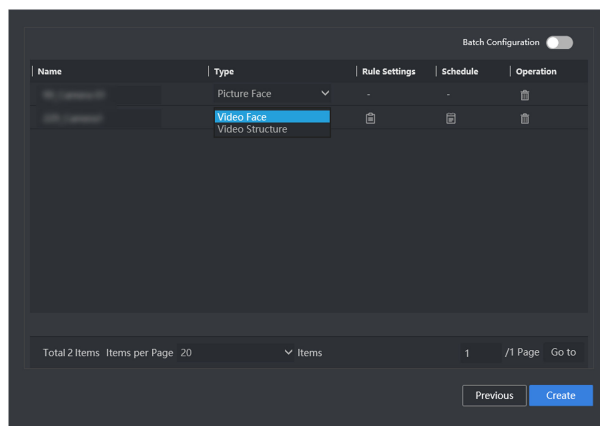 Batch Configuration
Name Type Rule Settings Schedule Operation
Picture Face - -
Video Face
Video Structure
Total 2 Items Items per Page 20 Items 1 /1 Page Go to
Previous Create